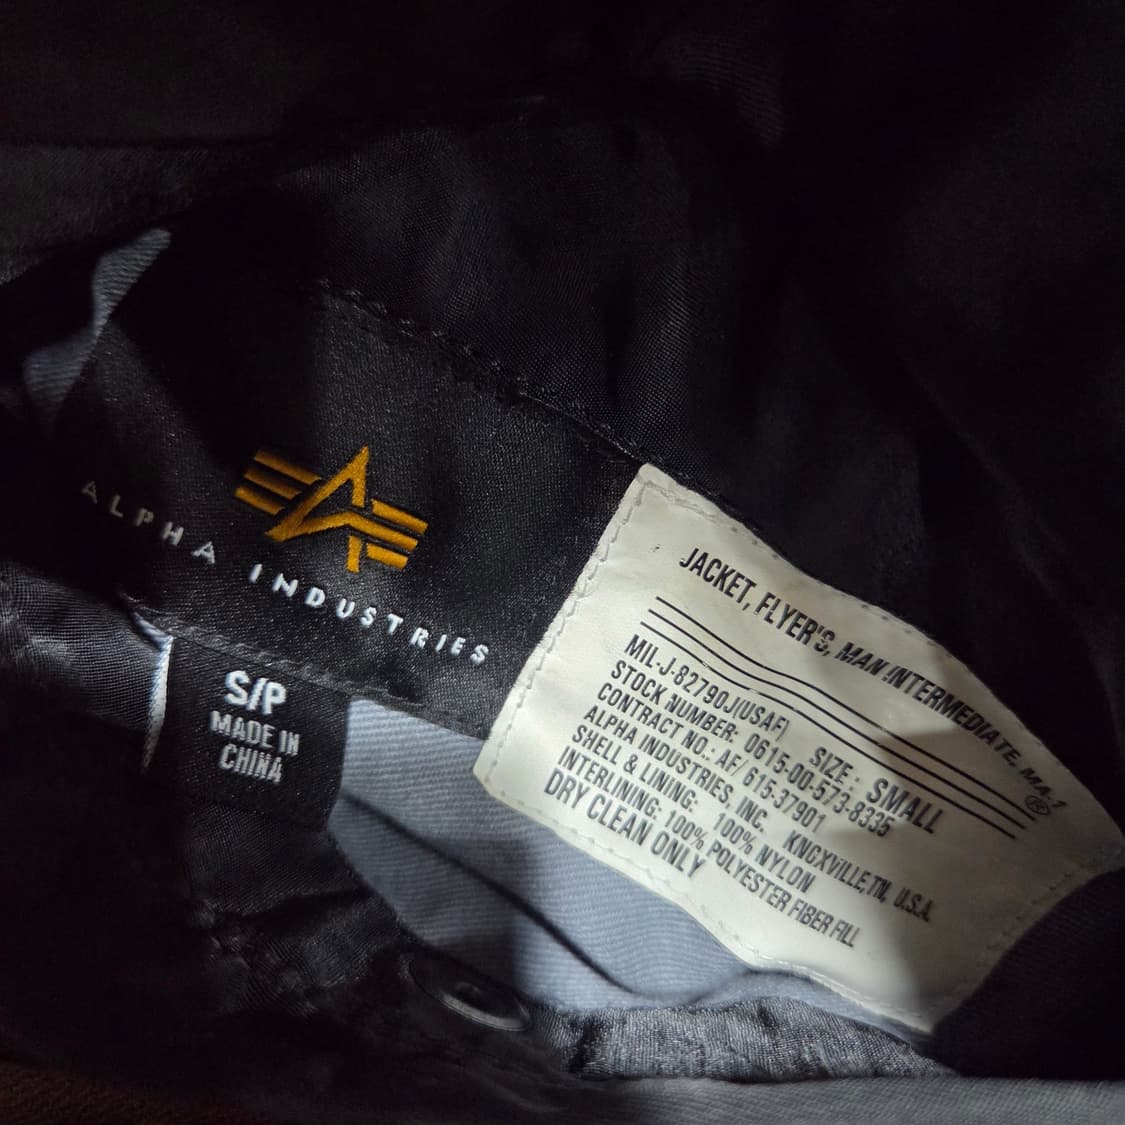 ALPHA INDUSTRIES
S/P
MADE IN
CHINA
JACKET, FLYER'S, MAN INTERMEDIATE, MA-1
®
MIL-J-82790J(USAF) SIZE: SMALL
STOCK NUMBER: 0615-00-573-8335
CONTRACT NO.: AF/ 615-37901
ALPHA INDUSTRIES, INC. KNOXVILLE, TN, U.S.A.
SHELL & LINING: 100% NYLON
INTERLINING: 100% POLYESTER FIBER FILL
DRY CLEAN ONLY